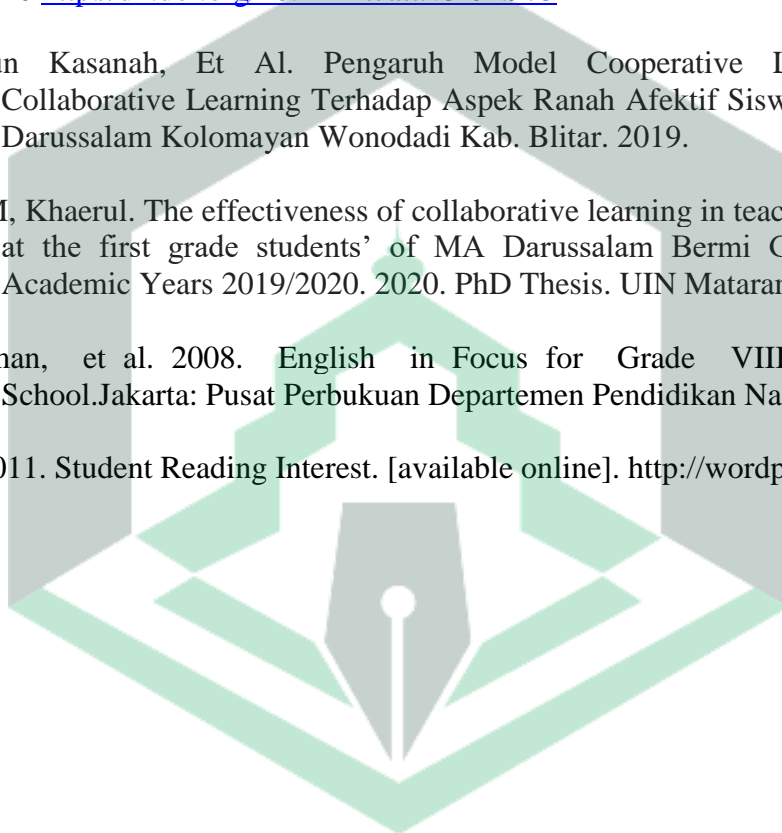 un Kasanah, Et Al. Pengaruh Model Cooperative L
Collaborative Learning Terhadap Aspek Ranah Afektif Sisw
Darussalam Kolomayan Wonodadi Kab. Blitar. 2019.
M, Khaerul. The effectiveness of collaborative learning in teac
at the first grade students’ of MA Darussalam Bermi
Academic Years 2019/2020. 2020. PhD Thesis. UIN Mataram
man, et al. 2008. English in Focus for Grade VIII
School.Jakarta: Pusat Perbukuan Departemen Pendidikan Na
011. Student Reading Interest. [available online]. http://wordp